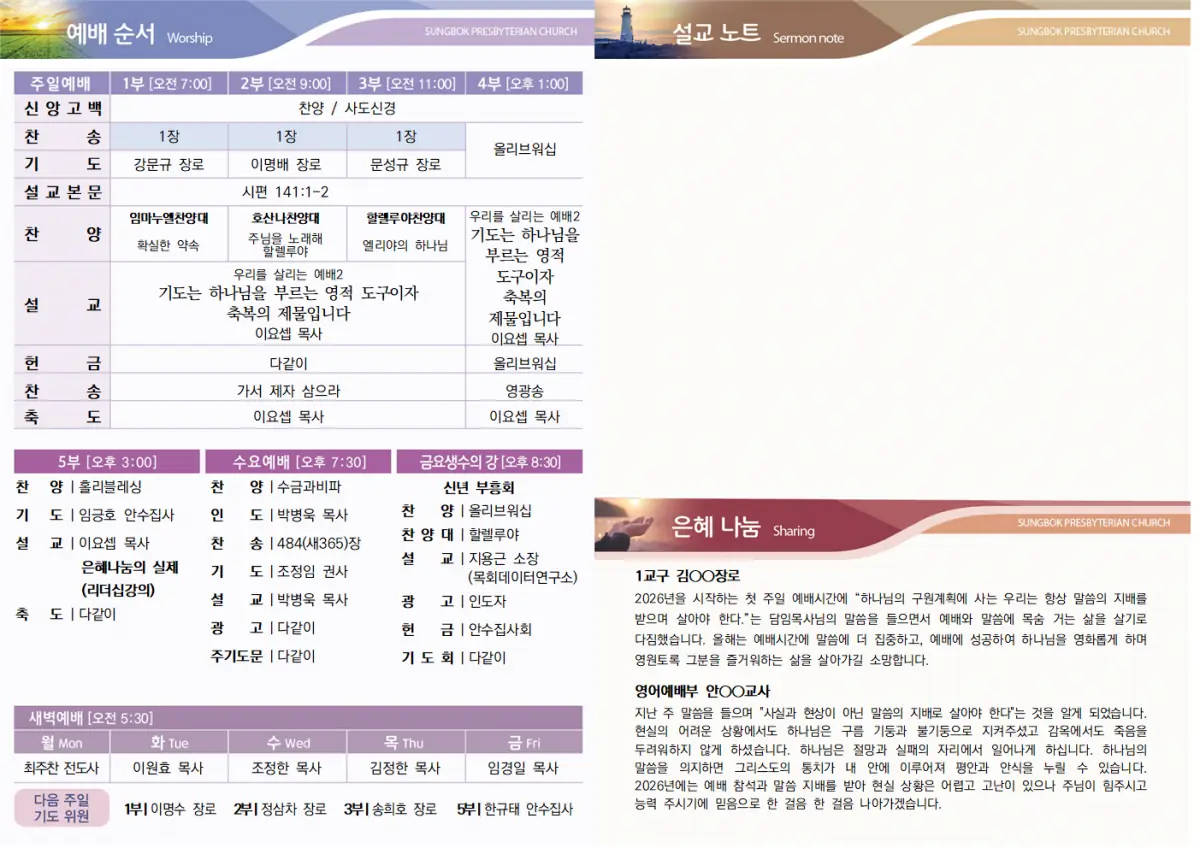 예배 순서 Worship
SUNGBOK PRESBYTERIAN CHURCH
주일예배 1부 [오전 7:00] 2부 [오전 9:00] 3부 [오전 11:00] 4부 [오후 1:00]
신앙고백 찬양 / 사도신경
찬 송 1장 1장 1장 올리브워십
기 도 강문규 장로 이명배 장로 문성규 장로
설교본문 시편 141:1-2
찬 양 임마누엘찬양대 호산나찬양대 할렐루야찬양대
확실한 약속 주님을 노래해 엘리야의 하나님
할렐루야
설 교 우리를 살리는 예배2
기도는 하나님을 부르는 영적 도구이자
축복의 제물입니다
이요셉 목사
우리를 살리는 예배2
기도는 하나님을
부르는 영적
도구이자
축복의
제물입니다
이요셉 목사
헌 금 다같이 올리브워십
찬 송 가서 제자 삼으라 영광송
축 도 이요셉 목사 이요셉 목사
5부 [오후 3:00]
찬 양 | 홀리블레싱
기 도 | 임긍호 안수집사
설 교 | 이요셉 목사
은혜나눔의 실제
(리더십강의)
축 도 | 다같이
수요예배 [오후 7:30]
찬 양 | 수금과비파
인 도 | 박병욱 목사
찬 송 | 484(새365)장
기 도 | 조정임 권사
설 교 | 박병욱 목사
광 고 | 다같이
주기도문 | 다같이
금요생수의 강 [오후 8:30]
신년 부흥회
찬 양 | 올리브워십
찬 양 대 | 할렐루야
설 교 | 지용근 소장
(목회데이터연구소)
광 고 | 인도자
헌 금 | 안수집사회
기 도 회 | 다같이
새벽예배 [오전 5:30]
월 Mon 화 Tue 수 Wed 목 Thu 금 Fri
최주찬 전도사 이원효 목사 조정한 목사 김정한 목사 임경일 목사
다음 주일
기도 위원
1부 | 이명수 장로 2부 | 정삼차 장로 3부 | 송희호 장로 5부 | 한규태 안수집사
설교 노트 Sermon note
SUNGBOK PRESBYTERIAN CHURCH
은혜 나눔 Sharing
SUNGBOK PRESBYTERIAN CHURCH
1교구 김○○장로
2026년을 시작하는 첫 주일 예배시간에 “하나님의 구원계획에 사는 우리는 항상 말씀의 지배를
받으며 살아야 한다.”는 담임목사님의 말씀을 들으면서 예배와 말씀에 목숨 거는 삶을 살기로
다짐했습니다. 올해는 예배시간에 말씀에 더 집중하고, 예배에 성공하여 하나님을 영화롭게 하며
영원토록 그분을 즐거워하는 삶을 살아가길 소망합니다.
영어예배부 안○○교사
지난 주 말씀을 들으며 "사실과 현상이 아닌 말씀의 지배로 살아야 한다"는 것을 알게 되었습니다.
현실의 어려운 상황에서도 하나님은 구름 기둥과 불기둥으로 지켜주셨고 감옥에서도 죽음을
두려워하지 않게 하셨습니다. 하나님은 절망과 실패의 자리에서 일어나게 하십니다. 하나님의
말씀을 의지하면 그리스도의 통치가 내 안에 이루어져 평안과 안식을 누릴 수 있습니다.
2026년에는 예배 참석과 말씀 지배를 받아 현실 상황은 어렵고 고난이 있으나 주님이 힘주시고
능력 주시기에 믿음으로 한 걸음 한 걸음 나아가겠습니다.